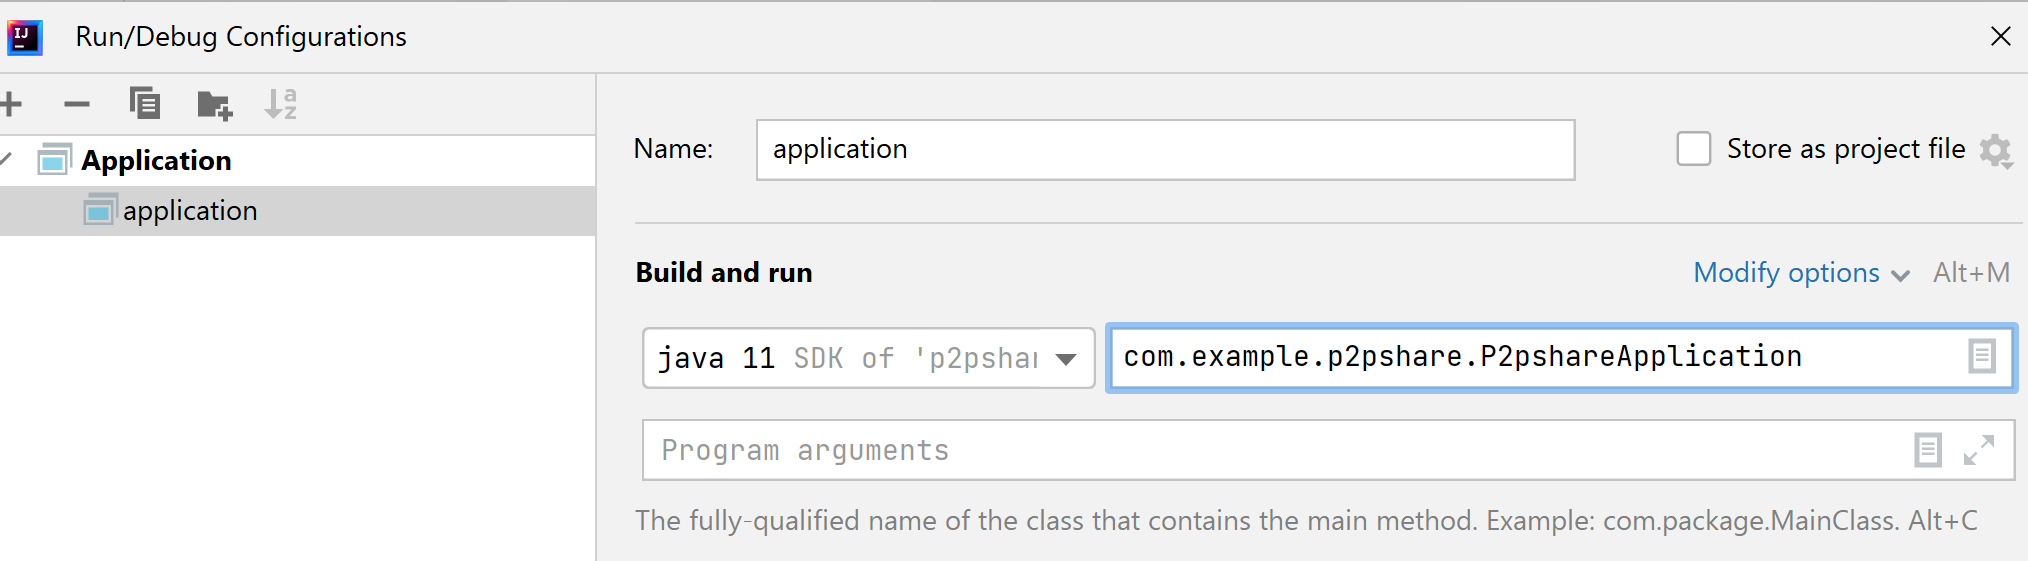 IJ
Run/Debug Configurations
Application
application
Name: application Store as project file
Build and run Modify options Alt+M
java 11 SDK of 'p2pshar com.example.p2pshare.P2pshareApplication
Program arguments
The fully-qualified name of the class that contains the main method. Example: com.package.MainClass. Alt+C